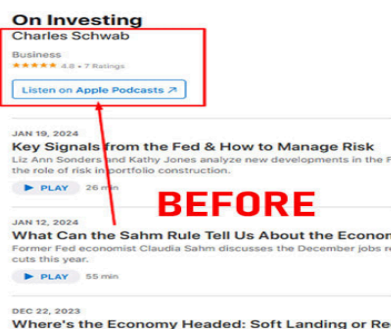 On Investing
Charles Schwab
Business
★★★★★ 4.8 • 7 Ratings
Listen on Apple Podcasts ↗
JAN 19, 2024
Key Signals from the Fed & How to Manage Risk
Liz Ann Sonders and Kathy Jones analyze new developments in the F
the role of risk in portfolio construction.
▶ PLAY 26 min
BEFORE
JAN 12, 2024
What Can the Sahm Rule Tell Us About the Econom
Former Fed economist Claudia Sahm discusses the December jobs r
cuts this year.
▶ PLAY 55 min
DEC 22, 2023
Where's the Economy Headed: Soft Landing or Re